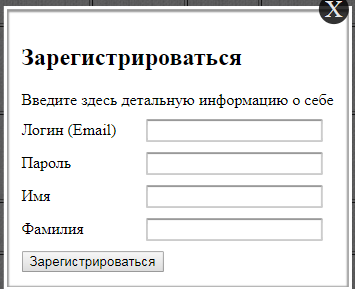 X
Зарегистрироваться
Введите здесь детальную информацию о себе
Логин (Email)
Пароль
Имя
Фамилия
Зарегистрироваться